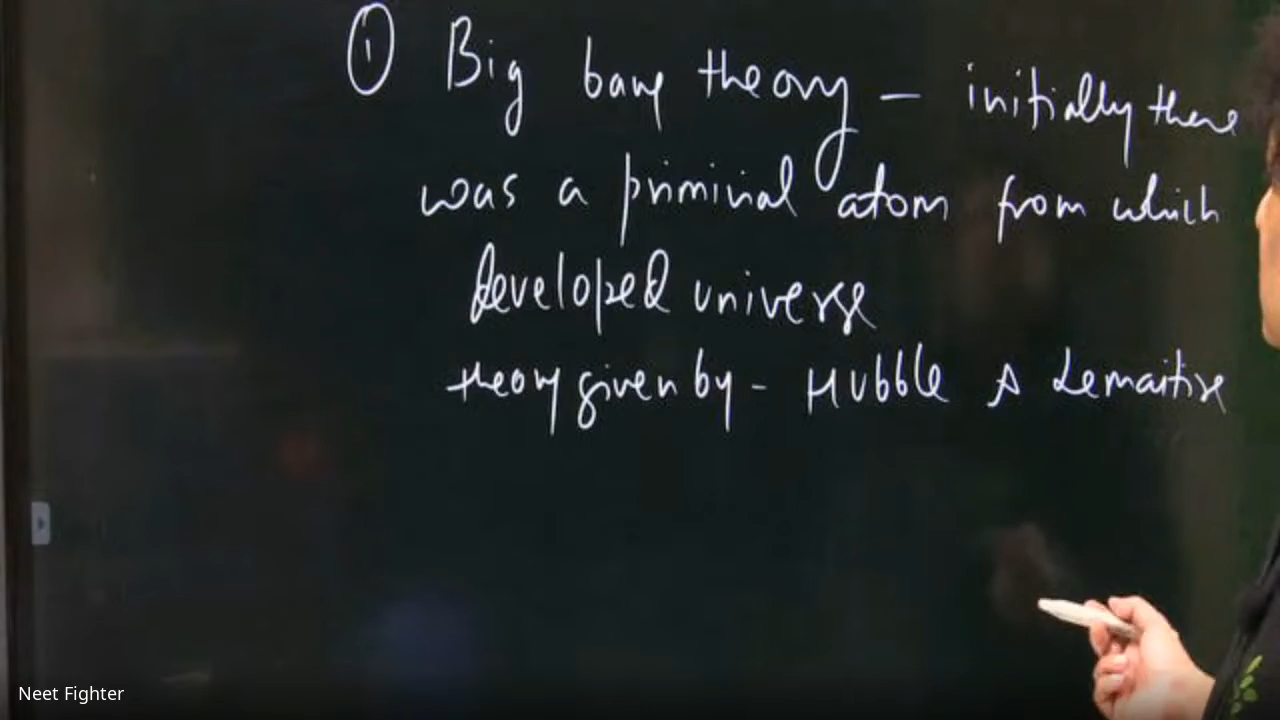 ① Big bang theory – initially there
was a primival atom from which
developed universe
theory given by - Hubble & Lemaitre
Neet Fighter